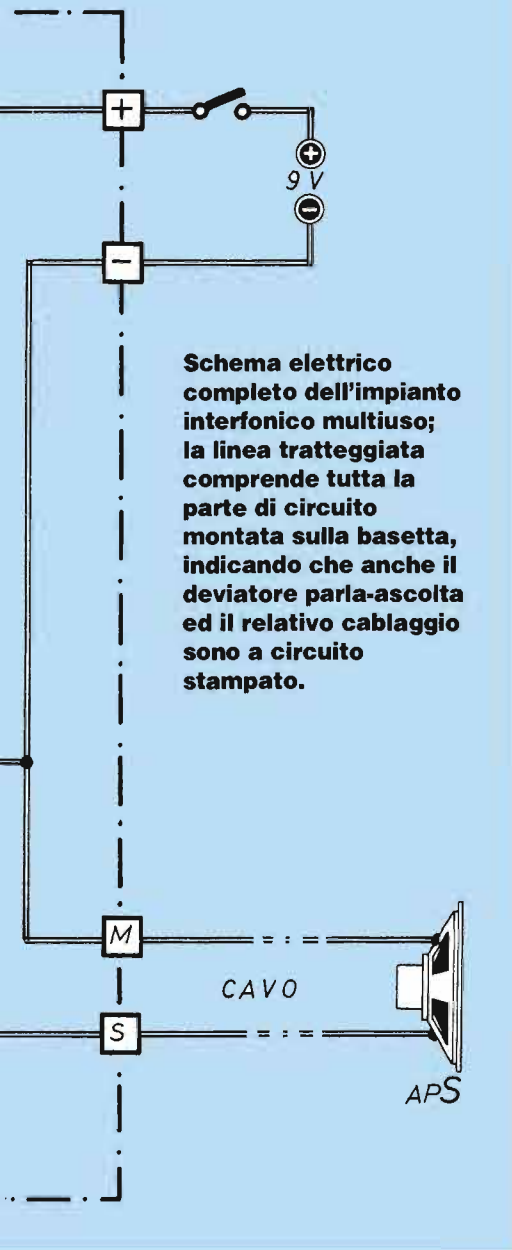 +
+
9 V
-
-
Schema elettrico
completo dell'impianto
interfonico multiuso;
la linea tratteggiata
comprende tutta la
parte di circuito
montata sulla basetta,
indicando che anche il
deviatore parla-ascolta
ed il relativo cablaggio
sono a circuito
stampato.
M
CAVO
S
APS